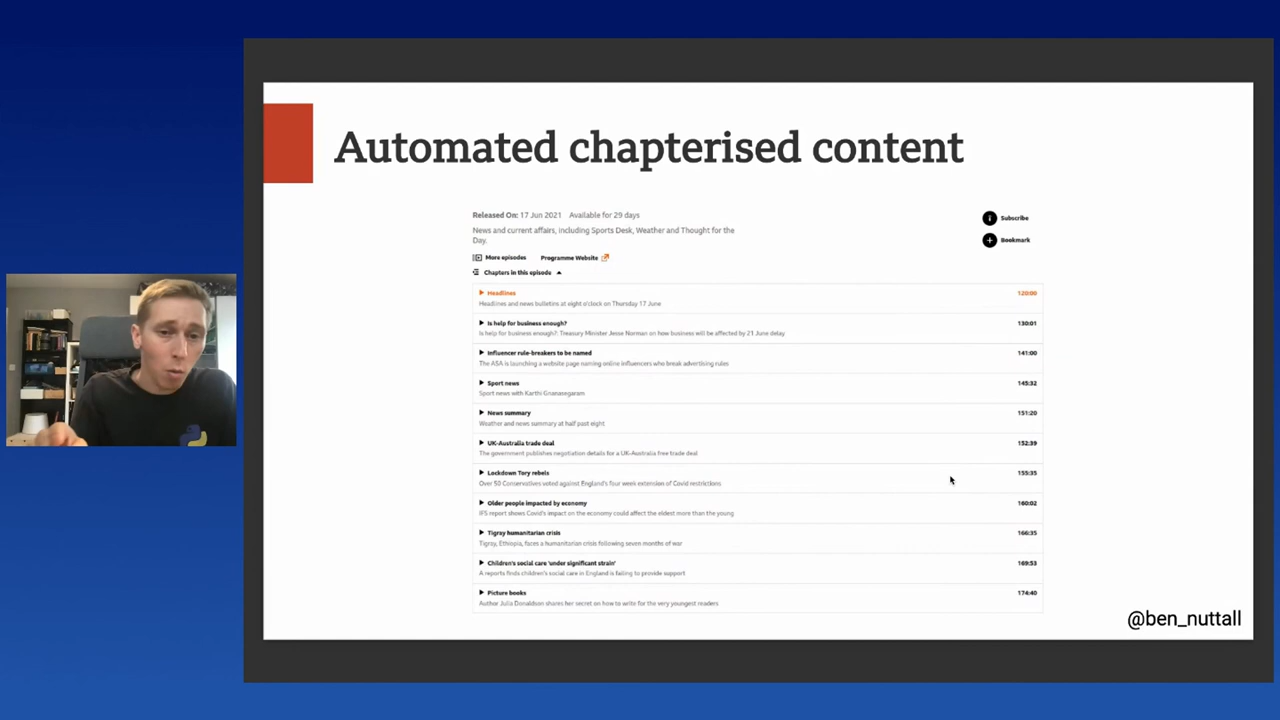 Automated chapterised content
Released On: 17 Jun 2021 Available for 29 days
News and current affairs, including Sports Desk, Weather and Thought for the
Day.
Subscribe
Bookmark
More episodes Programme Website
Chapters in this episode
Headlines 120:00
Headlines and news bulletins at eight o'clock on Thursday 17 June
Is help for business enough? 130:01
Is help for business enough?: Treasury Minister Jesse Norman on how business will be affected by 21 June delay
Influencer rule-breakers to be named 141:00
The ASA is launching a website page naming online influencers who break advertising rules
Sport news 145:32
Sport news with Karthi Gnanasegaram
News summary 151:20
Weather and news summary at half past eight
UK-Australia trade deal 152:39
The government publishes negotiation details for a UK-Australia free trade deal
Lockdown Tory rebels 155:35
Over 50 Conservatives voted against England's four week extension of Covid restrictions
Older people impacted by economy 160:02
IFS report shows Covid's impact on the economy could affect the eldest more than the young
Tigray humanitarian crisis 166:35
Tigray, Ethiopia, faces a humanitarian crisis following seven months of war
Children's social care 'under significant strain' 169:53
A reports finds children's social care in England is failing to provide support
Picture books 174:40
Author Julia Donaldson shares her secret on how to write for the very youngest readers
@ben_nuttall